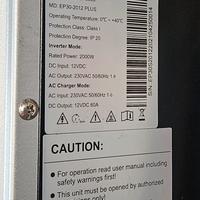 MD: EP30-2012 PLUS
Operating Temperature: 0℃~+40℃
Protection Class: Class I
Protection Degree: IP 20
Inverter Mode:
Rated Power: 2000W
DC Input: 12VDC
AC Output: 230VAC 50/60Hz 1 ϕ
AC Charger Mode:
AC Input: 230VAC 50/60Hz 1 ϕ
DC Output: 12VDC 60A
CAUTION:
● For operation read user manual including
safety warnings first!
● This unit must be opened by authorized
only!